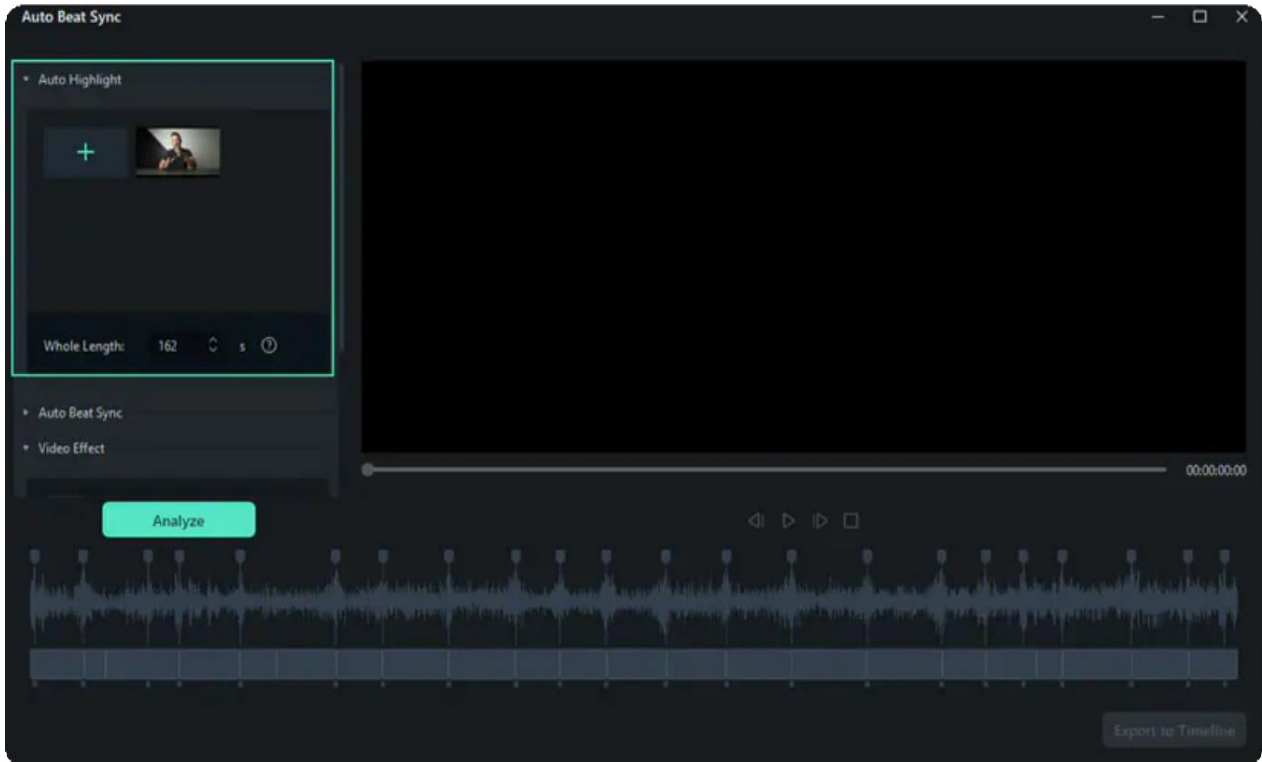 Auto Beat Sync
Auto Highlight
Whole Length: 162 s
Auto Beat Sync
Video Effect
00:00:00:00
Analyze
Export to Timeline